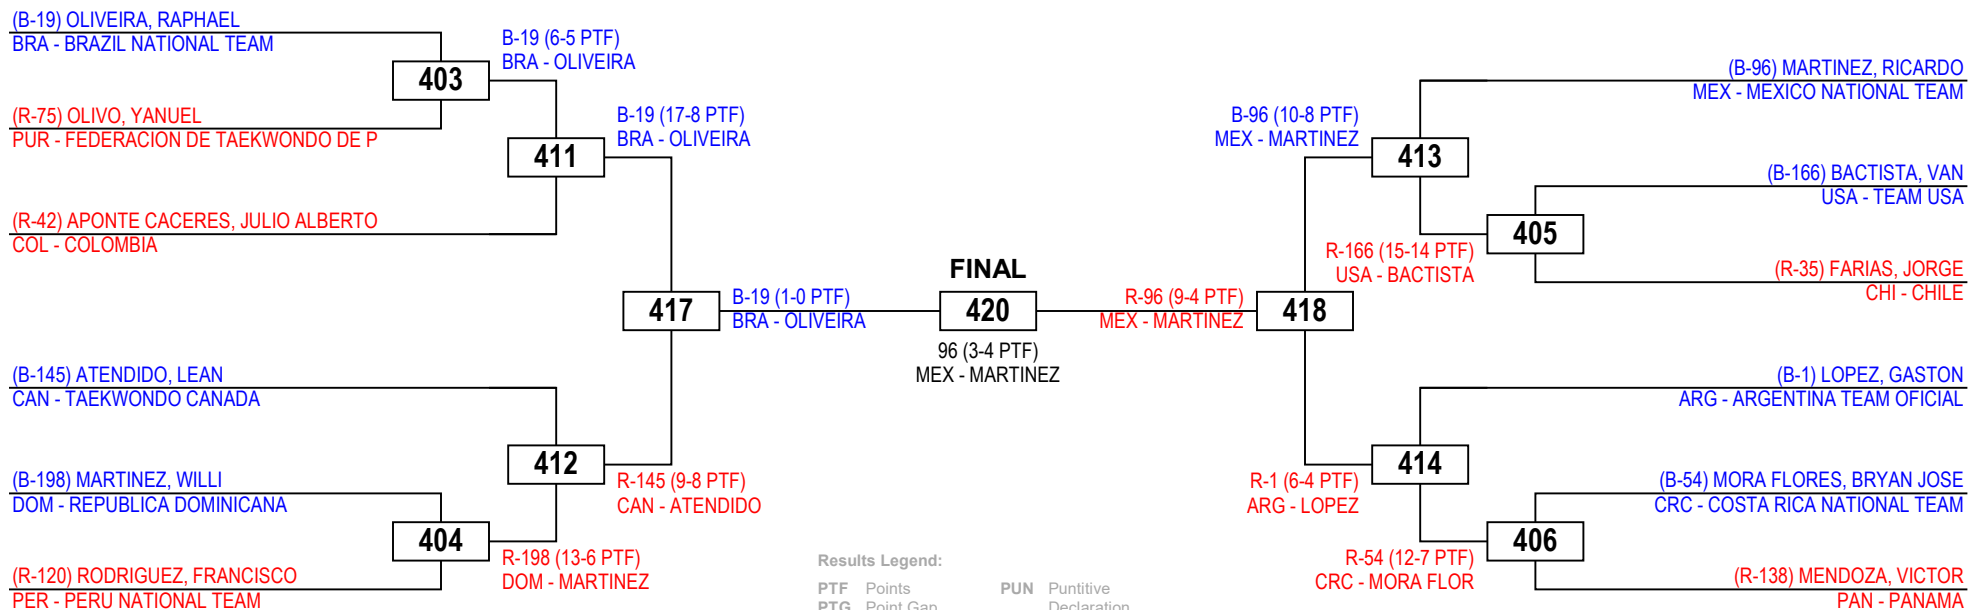 (B-19) OLIVEIRA, RAPHAEL
BRA - BRAZIL NATIONAL TEAM
B-19 (6-5 PTF)
BRA - OLIVEIRA
403
(R-75) OLIVO, YANUEL
PUR - FEDERACION DE TAEKWONDO DE P
B-19 (17-8 PTF)
BRA - OLIVEIRA
411
(R-42) APONTE CACERES, JULIO ALBERTO
COL - COLOMBIA
417
B-19 (1-0 PTF)
BRA - OLIVEIRA
(B-145) ATENDIDO, LEAN
CAN - TAEKWONDO CANADA
412
R-145 (9-8 PTF)
CAN - ATENDIDO
(B-198) MARTINEZ, WILLI
DOM - REPUBLICA DOMINICANA
404
R-198 (13-6 PTF)
DOM - MARTINEZ
(R-120) RODRIGUEZ, FRANCISCO
PER - PERU NATIONAL TEAM
FINAL
420
96 (3-4 PTF)
MEX - MARTINEZ
(B-96) MARTINEZ, RICARDO
MEX - MEXICO NATIONAL TEAM
B-96 (10-8 PTF)
MEX - MARTINEZ
413
(B-166) BACTISTA, VAN
USA - TEAM USA
405
R-166 (15-14 PTF)
USA - BACTISTA
(R-35) FARIAS, JORGE
CHI - CHILE
R-96 (9-4 PTF)
MEX - MARTINEZ
418
(B-1) LOPEZ, GASTON
ARG - ARGENTINA TEAM OFICIAL
414
R-1 (6-4 PTF)
ARG - LOPEZ
(B-54) MORA FLORES, BRYAN JOSE
CRC - COSTA RICA NATIONAL TEAM
406
R-54 (12-7 PTF)
CRC - MORA FLOR
(R-138) MENDOZA, VICTOR
PAN - PANAMA
Results Legend:
PTF Points PUN Puntitive
PTG Point Gap Declaration